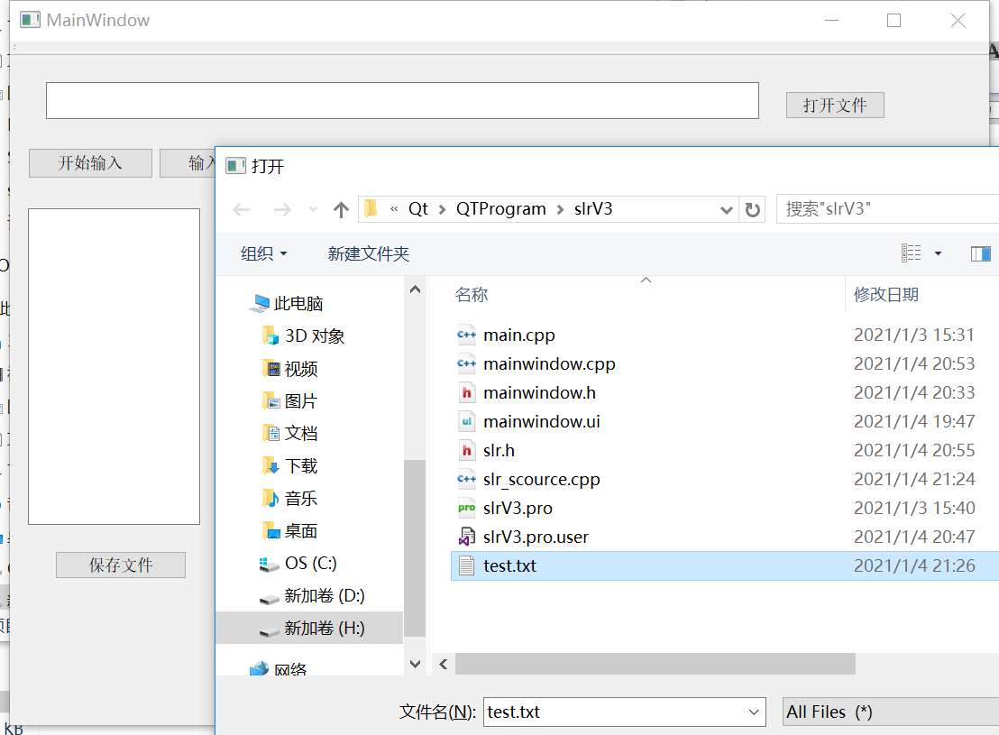 MainWindow
打开文件
开始输入
输入
打开
« Qt > QTProgram > slrV3
搜索"slrV3"
组织
新建文件夹
名称
修改日期
此电脑
3D 对象
视频
图片
文档
下载
音乐
桌面
OS (C:)
新加卷 (D:)
新加卷 (H:)
网络
main.cpp 2021/1/3 15:31
mainwindow.cpp 2021/1/4 20:53
mainwindow.h 2021/1/4 20:33
mainwindow.ui 2021/1/4 19:47
slr.h 2021/1/4 20:55
slr_scource.cpp 2021/1/4 21:24
slrV3.pro 2021/1/3 15:40
slrV3.pro.user 2021/1/4 20:47
test.txt 2021/1/4 21:26
保存文件
文件名(N): test.txt
All Files (*)
KB